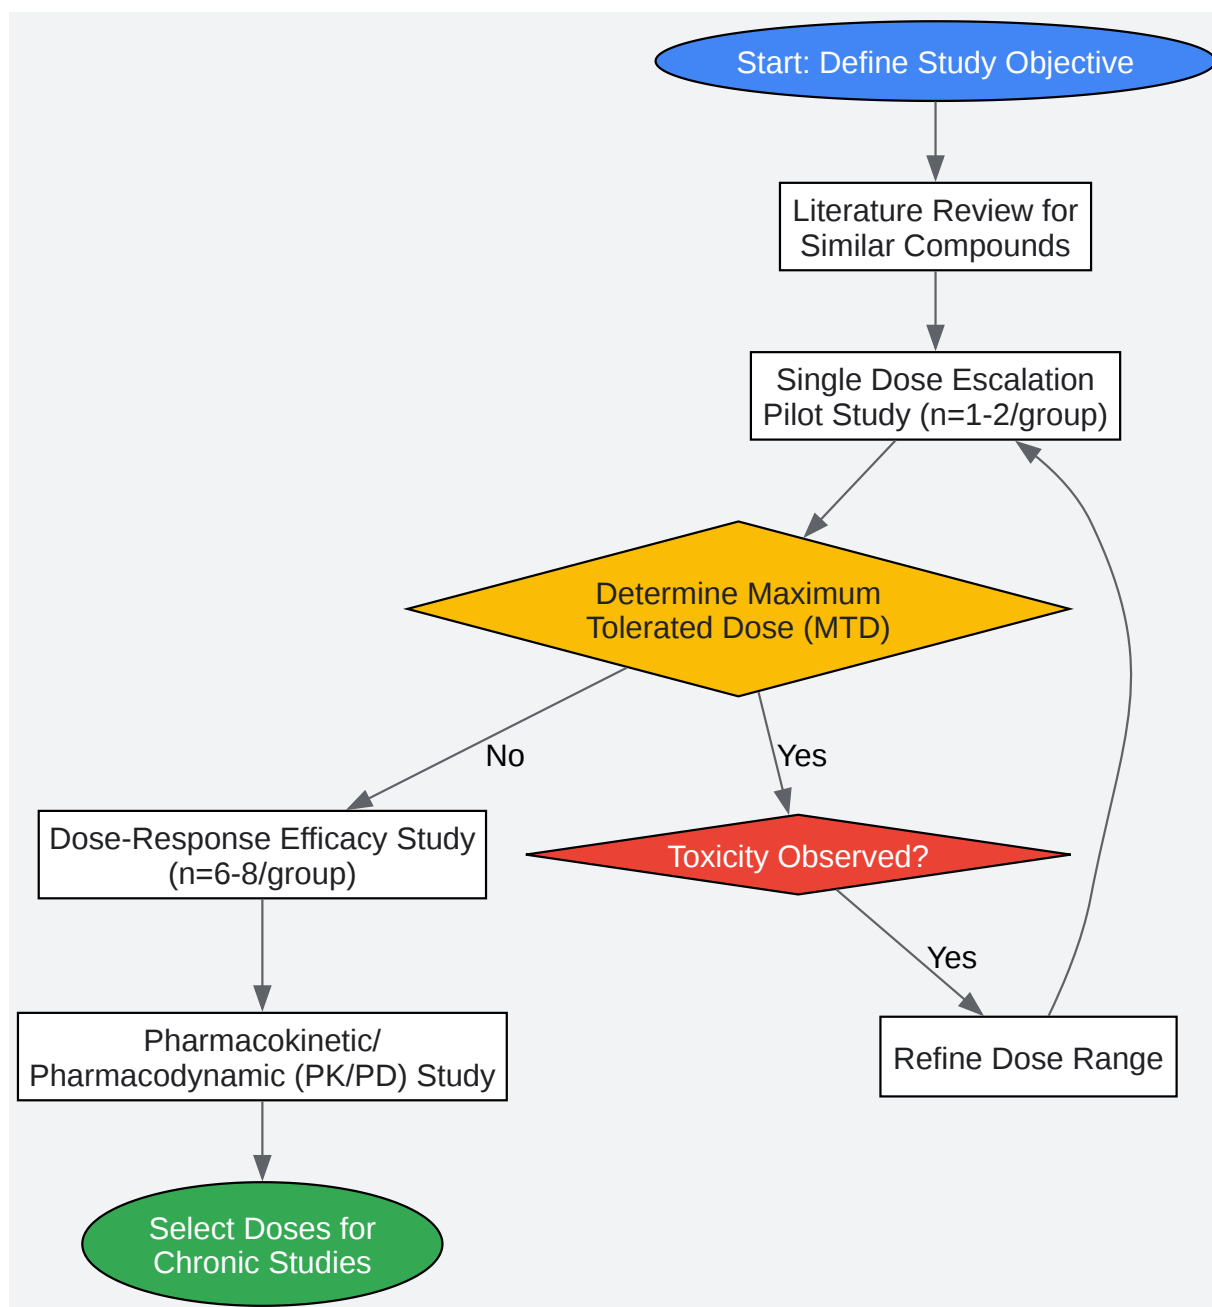 Start: Define Study Objective
Literature Review for
Similar Compounds
Single Dose Escalation
Pilot Study (n=1-2/group)
Determine Maximum
Tolerated Dose (MTD)
No
Yes
Dose-Response Efficacy Study
(n=6-8/group)
Toxicity Observed?
Yes
Pharmacokinetic/
Pharmacodynamic (PK/PD) Study
Refine Dose Range
Select Doses for
Chronic Studies